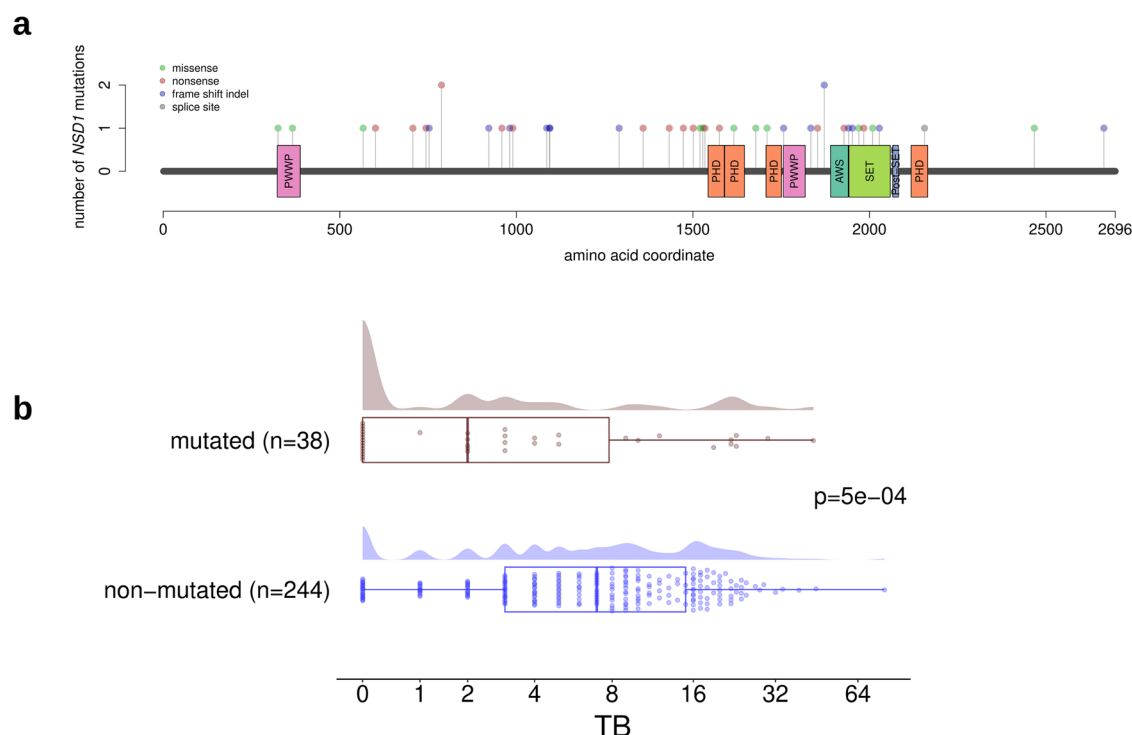 a
number of NSD1 mutations
2
1
0
missense
nonsense
frame shift indel
splice site
PWWP
PHD
PHD
PHD
PWWP
AWS
SET
Post-SET
PHD
0 500 1000 1500 2000 2500 2696
amino acid coordinate
b
mutated (n=38)
p=5e−04
non−mutated (n=244)
0 1 2 4 8 16 32 64
TB